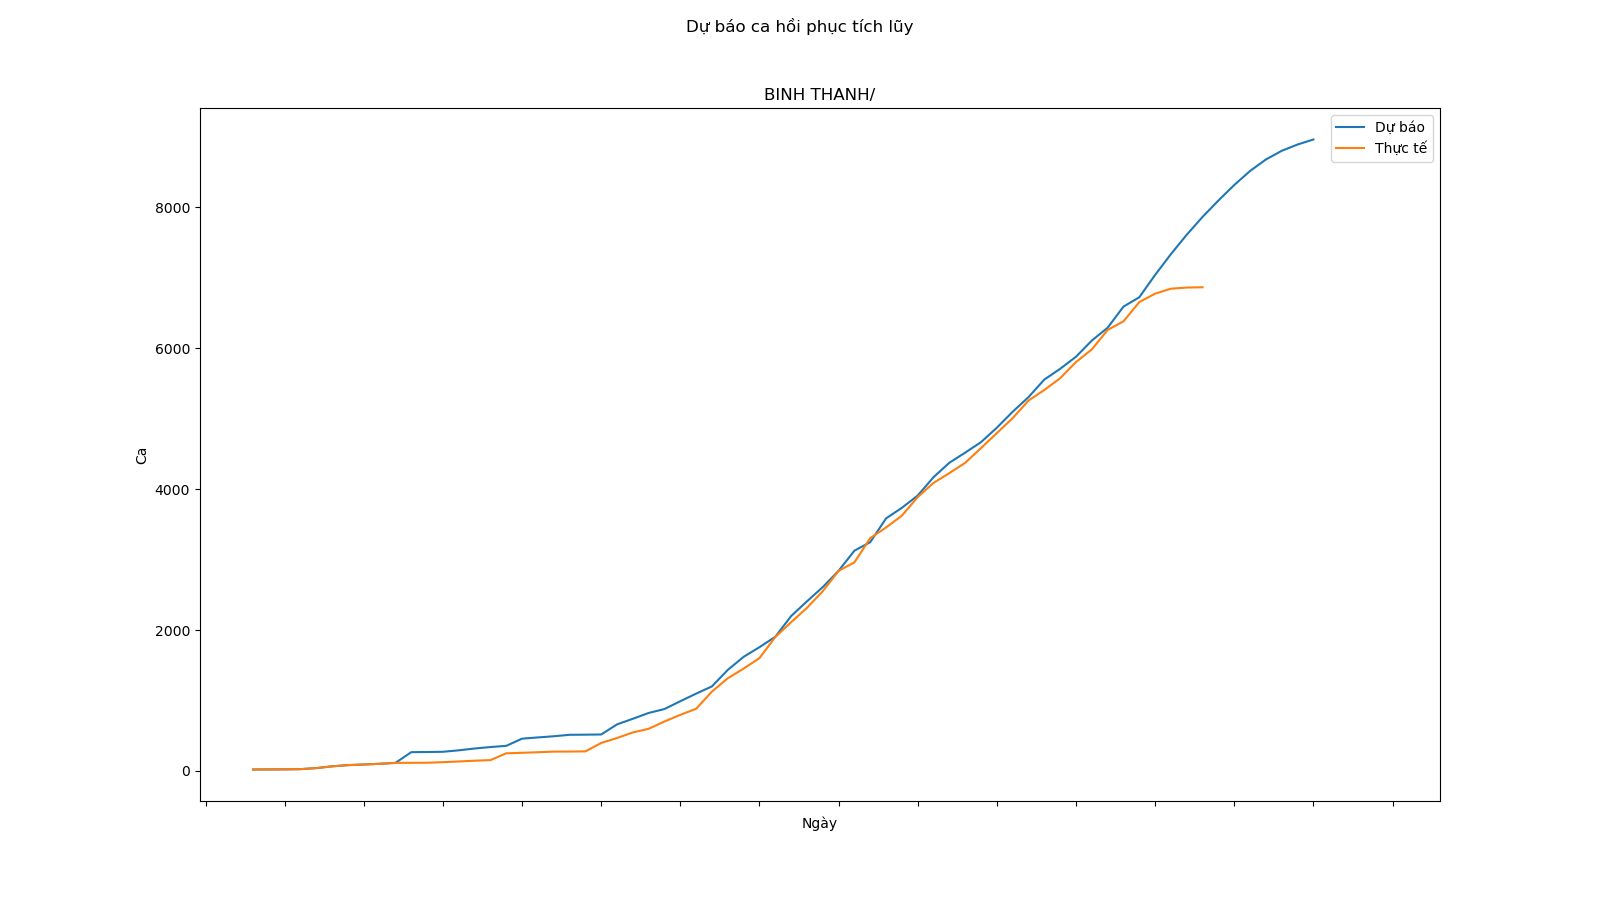 Dự báo ca hồi phục tích lũy
BINH THANH/
Dự báo
Thực tế
8000
6000
4000
2000
0
Ca
Ngày